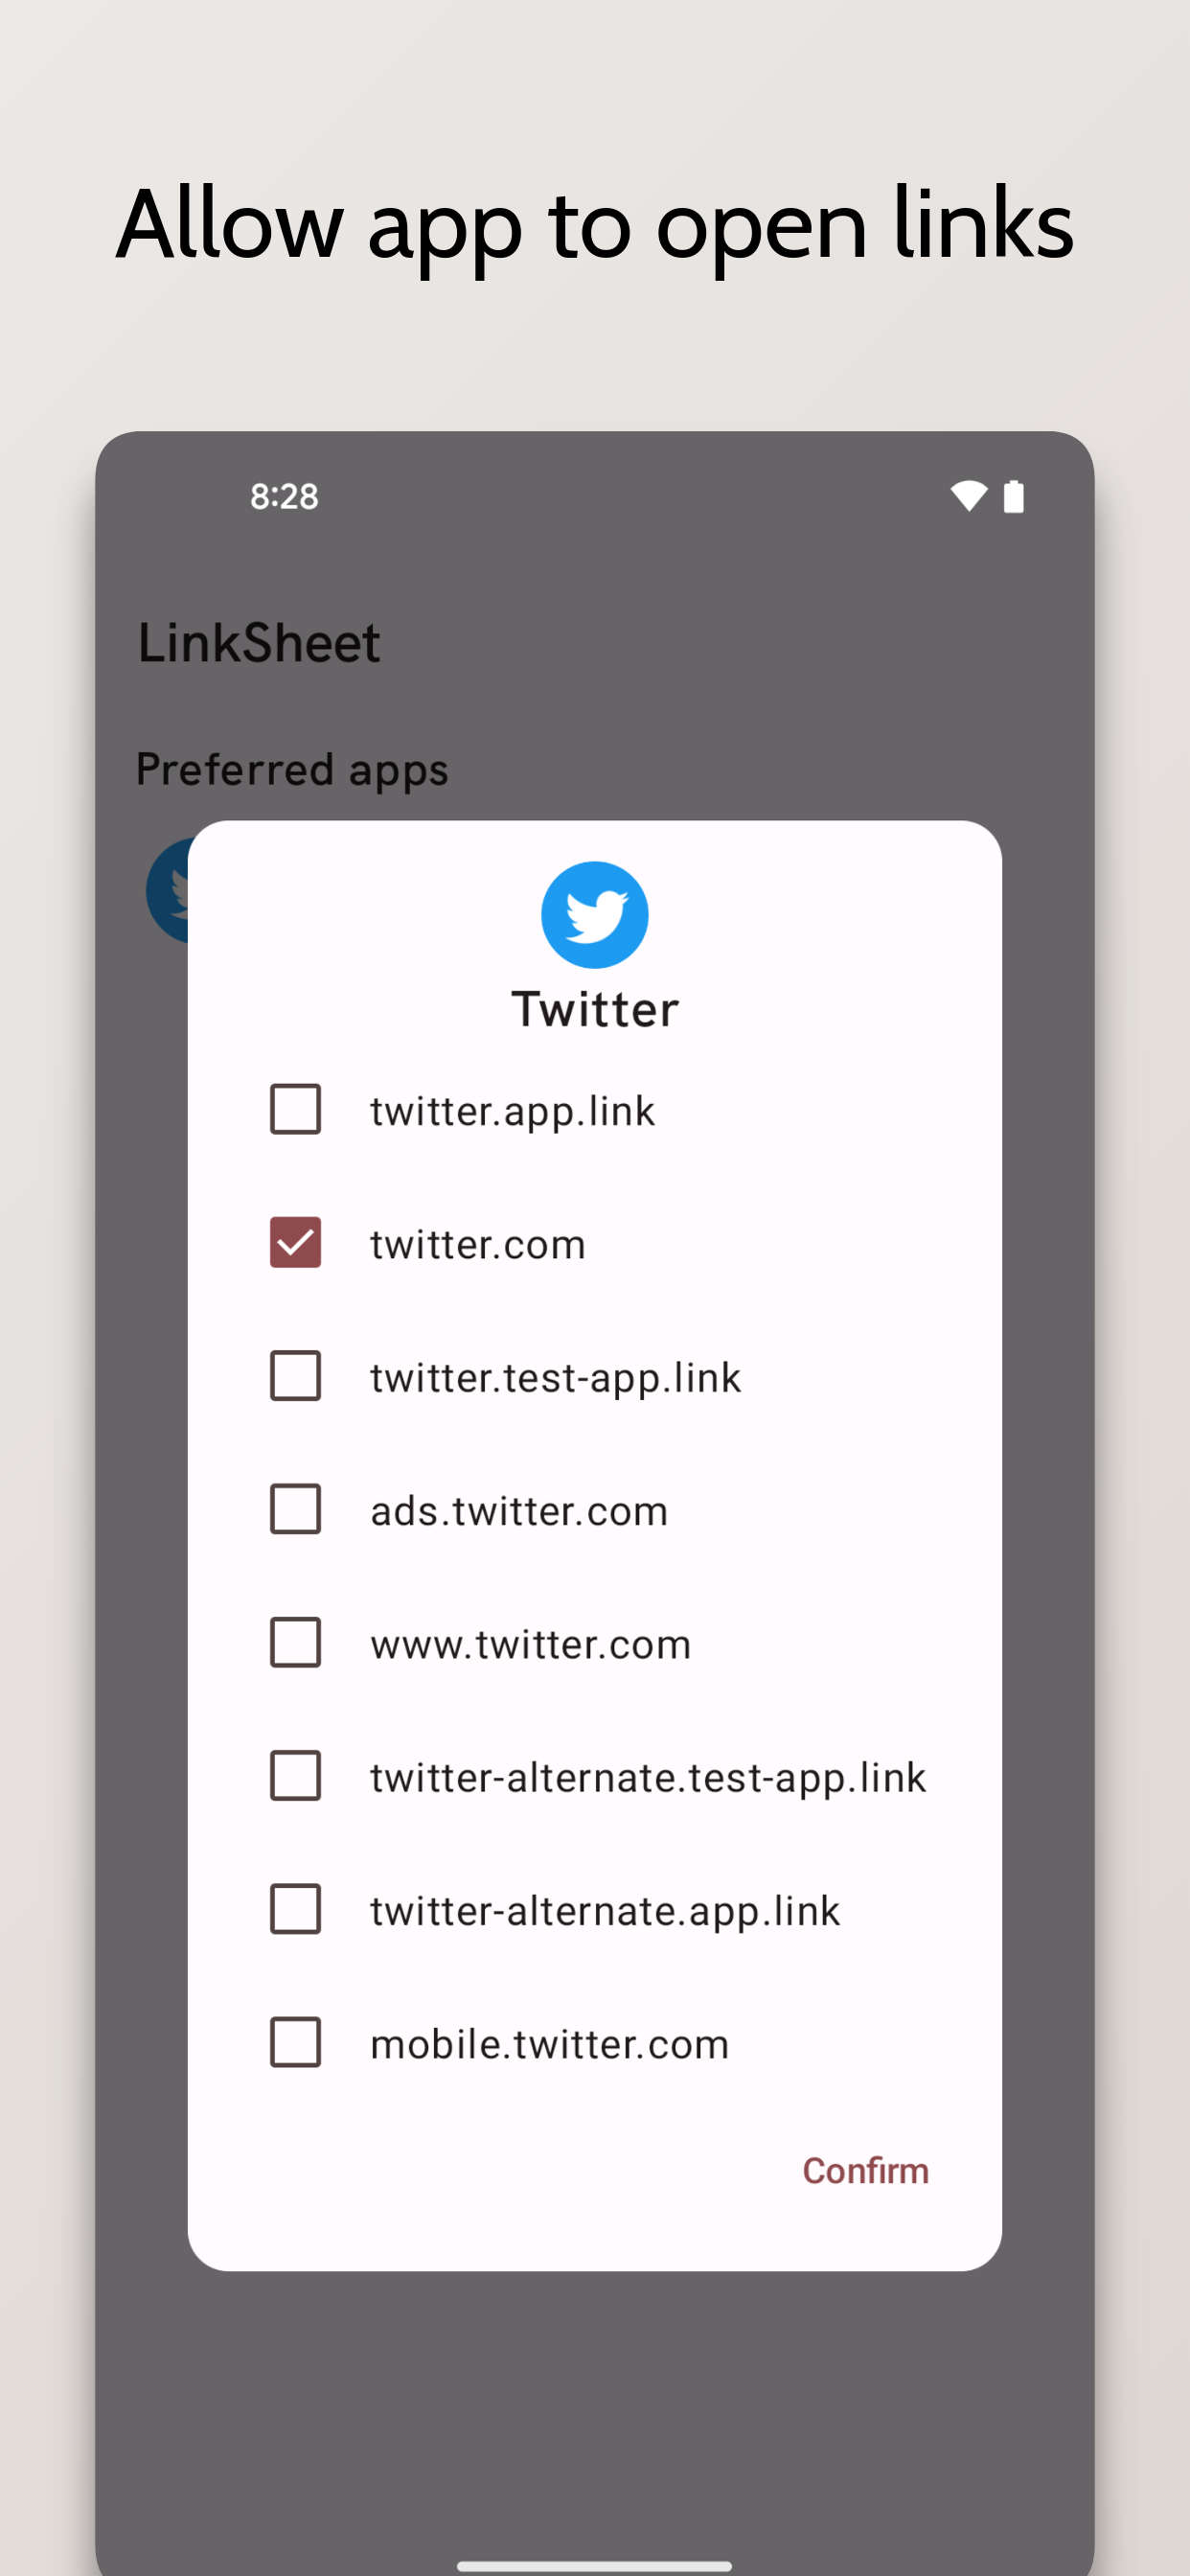 Allow app to open links
8:28
LinkSheet
Preferred apps
Twitter
twitter.app.link
twitter.com
twitter.test-app.link
ads.twitter.com
www.twitter.com
twitter-alternate.test-app.link
twitter-alternate.app.link
mobile.twitter.com
Confirm